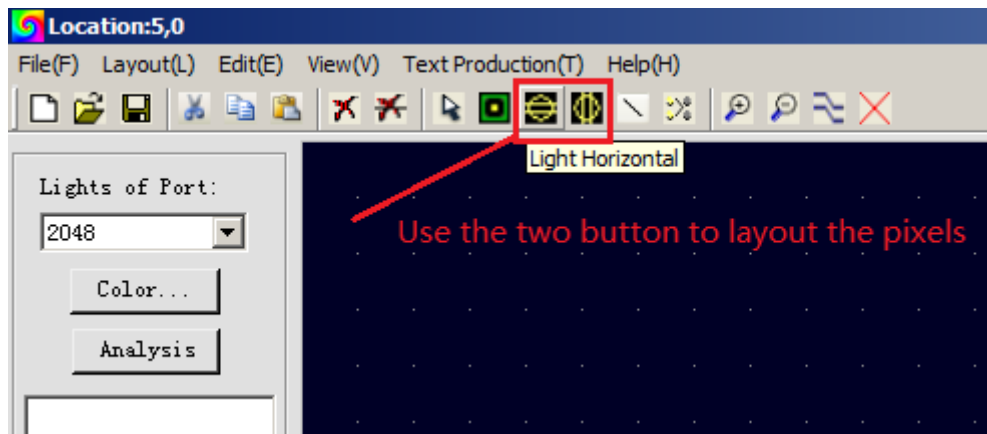 Location:5,0
File(F) Layout(L) Edit(E) View(V) Text Production(T) Help(H)
Light Horizontal
Lights of Port:
2048
Use the two button to layout the pixels
Color...
Analysis